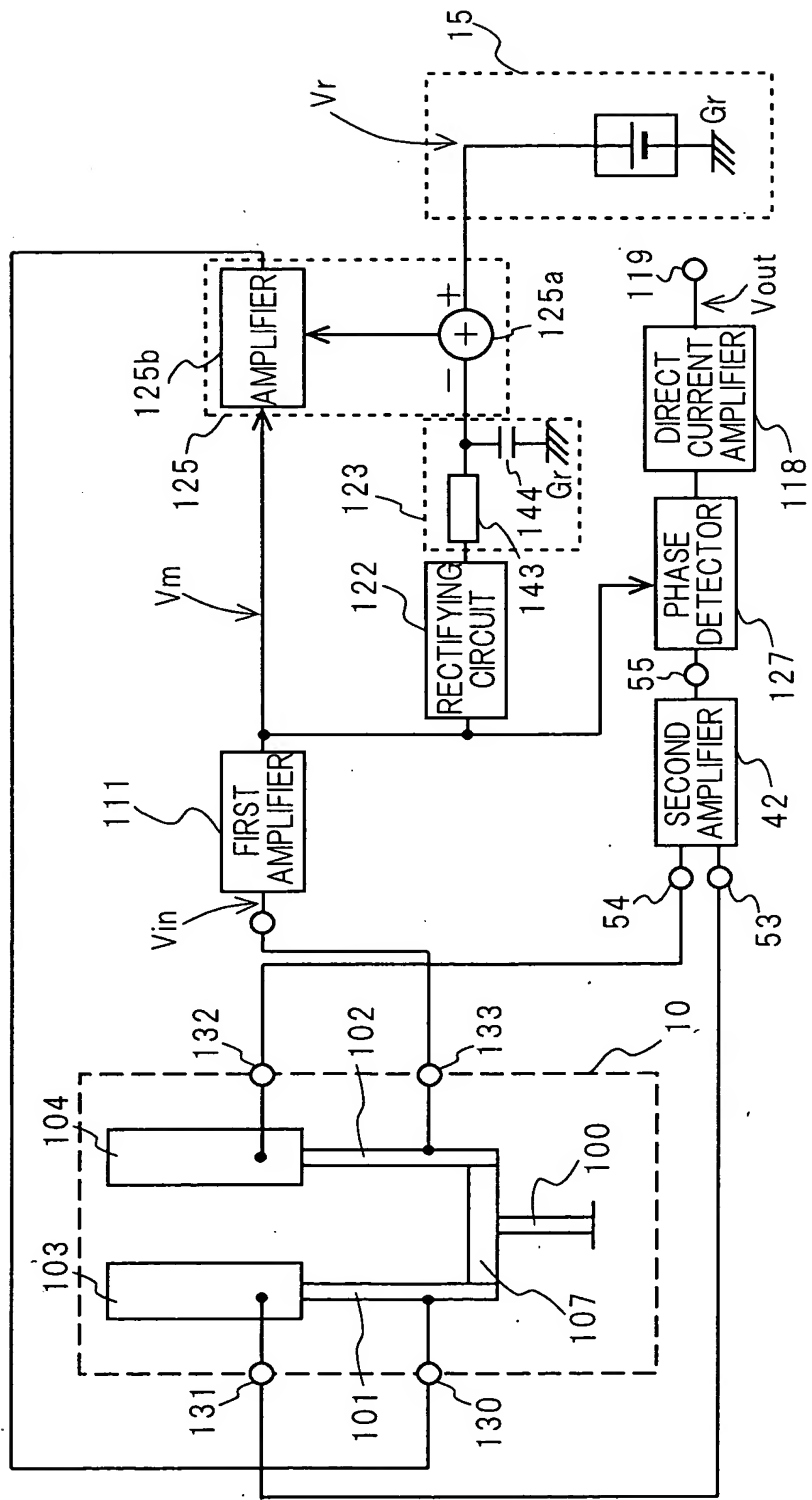 15
Vr
Gr
125b
AMPLIFIER
125
+
−
+
125a
119
Vout
DIRECT
CURRENT
AMPLIFIER
118
Vm
123
144
Gr
143
122
RECTIFYING
CIRCUIT
PHASE
DETECTOR
127
55
111
FIRST
AMPLIFIER
Vin
SECOND
AMPLIFIER
42
54
53
132
133
10
104
102
100
103
107
131
101
130